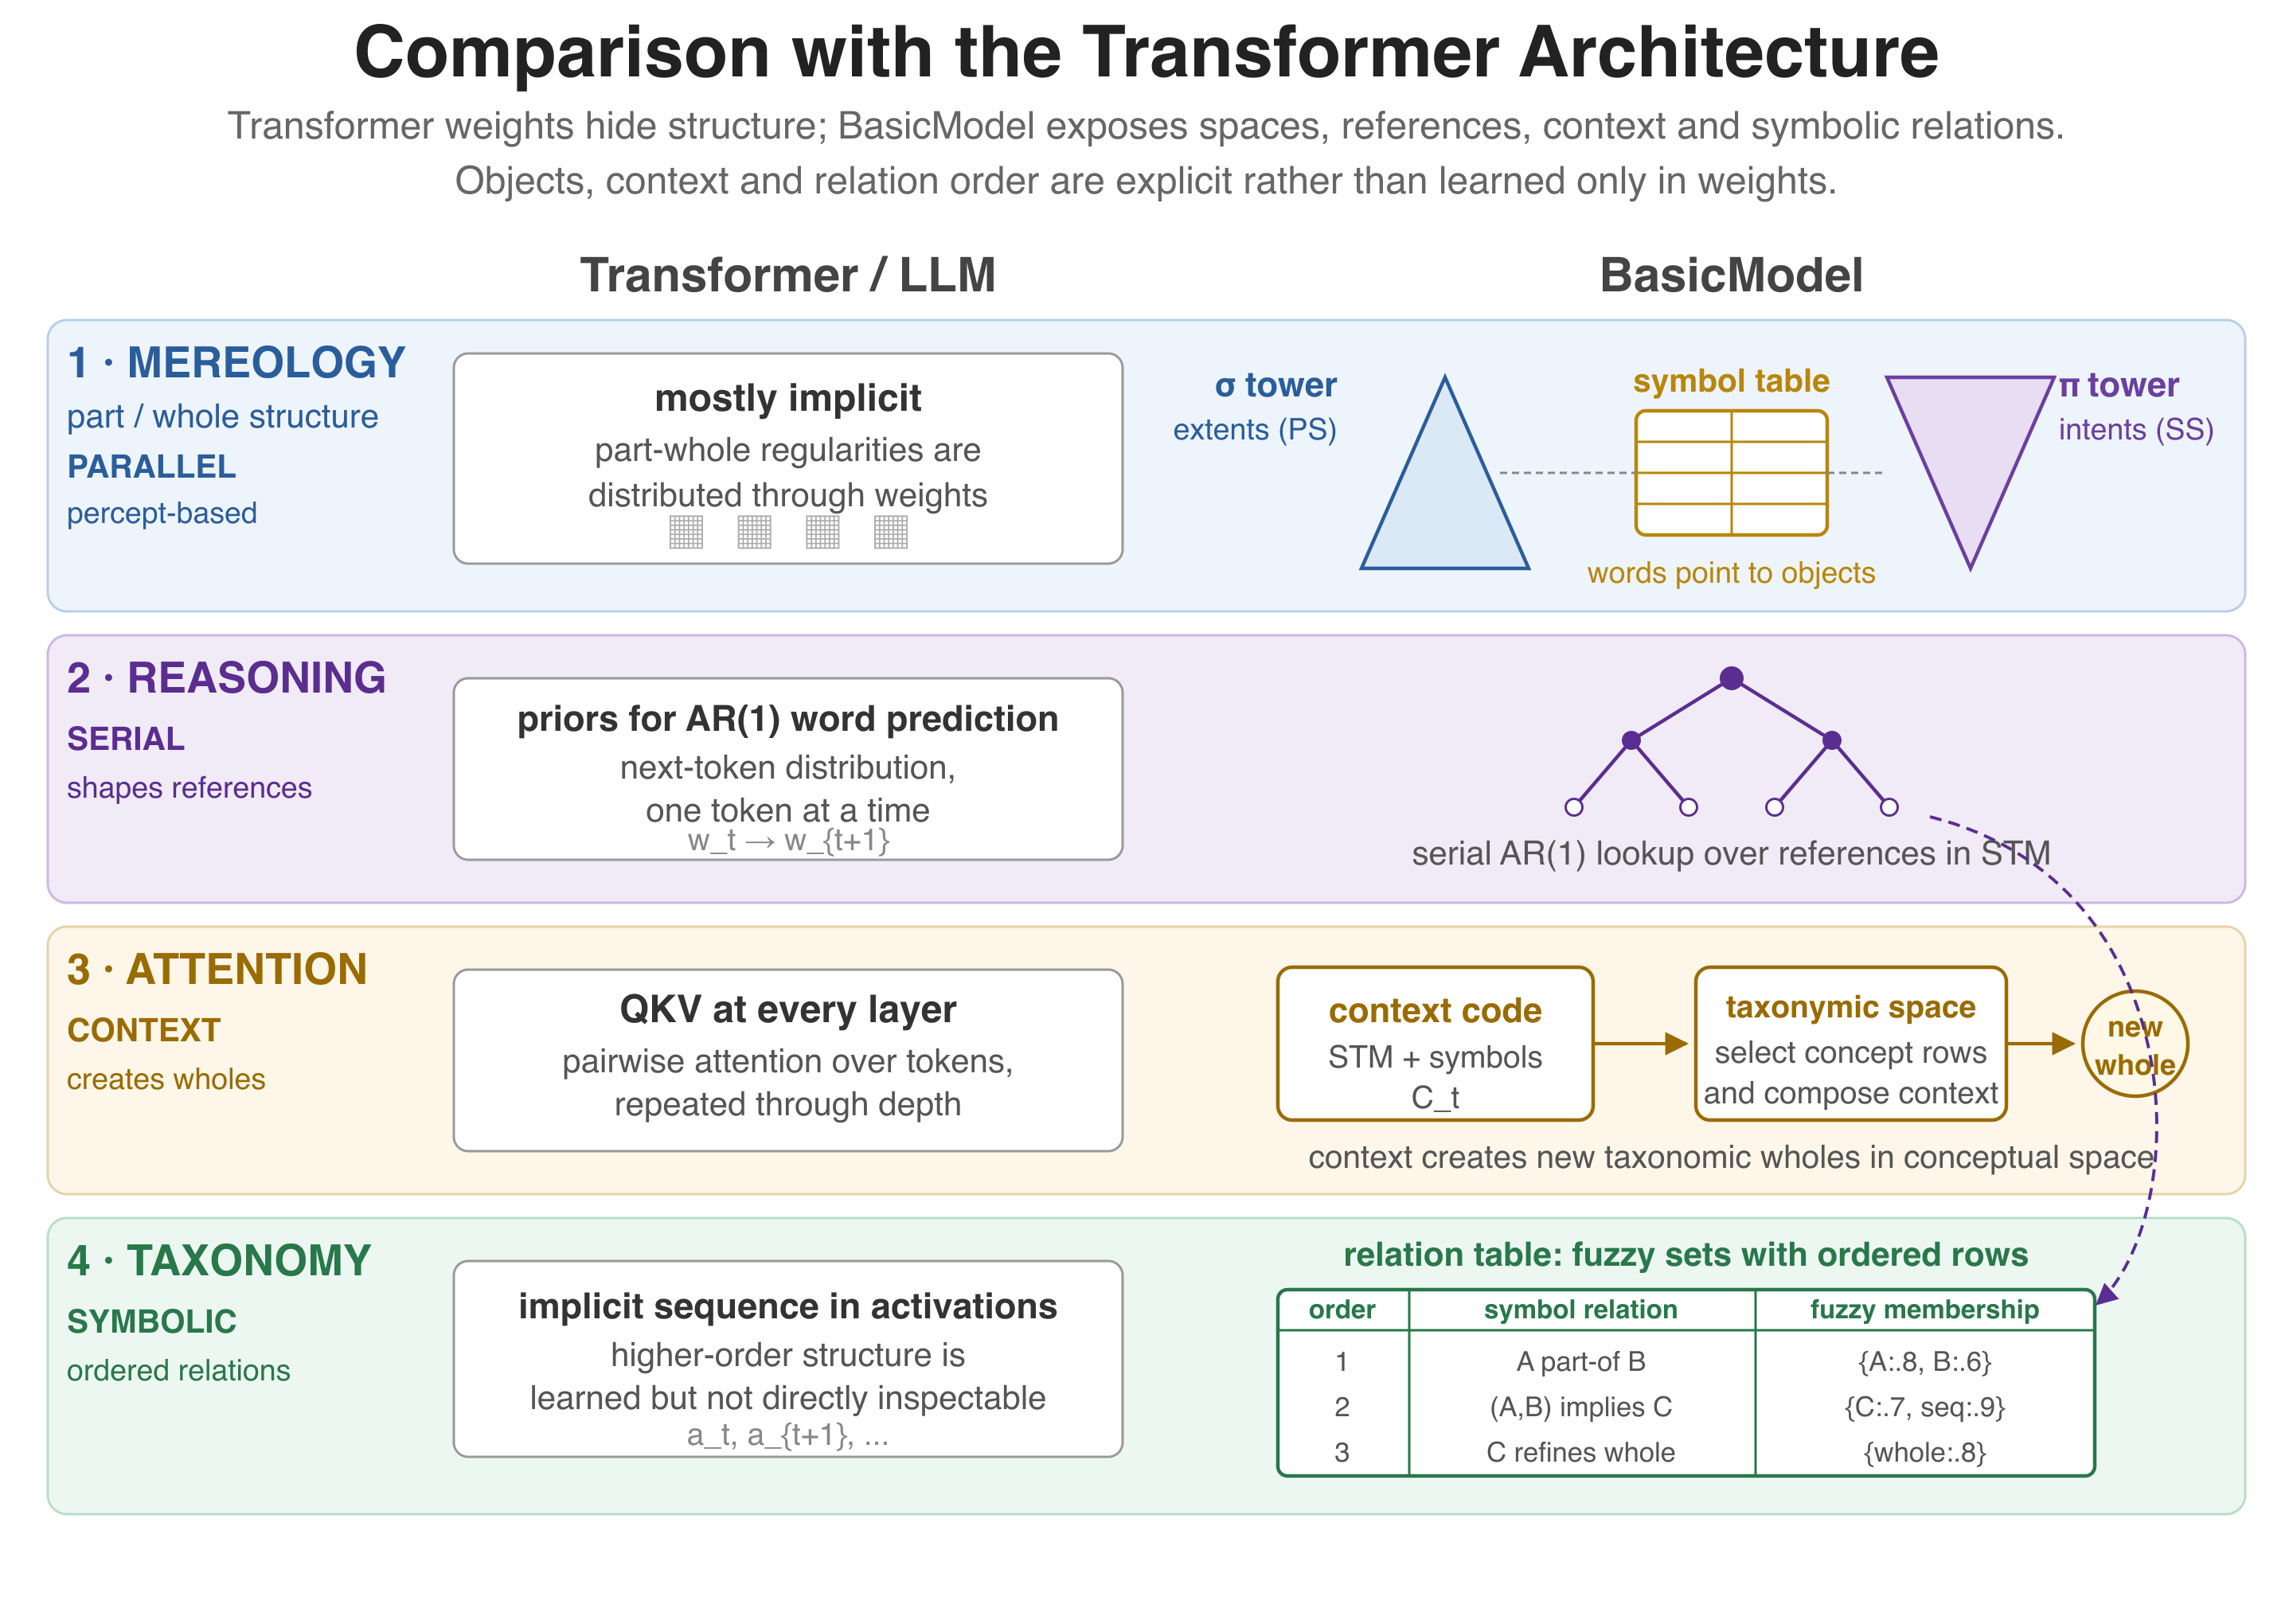 Comparison with the Transformer Architecture
Transformer weights hide structure; BasicModel exposes spaces, references, context and symbolic relations.
Objects, context and relation order are explicit rather than learned only in weights.
Transformer / LLM
BasicModel
1 · MEREOLOGY
part / whole structure
PARALLEL
percept-based
mostly implicit
part-whole regularities are
distributed through weights
σ tower
extents (PS)
symbol table
words point to objects
π tower
intents (SS)
2 · REASONING
SERIAL
shapes references
priors for AR(1) word prediction
next-token distribution,
one token at a time
w_t → w_{t+1}
serial AR(1) lookup over references in STM
3 · ATTENTION
CONTEXT
creates wholes
QKV at every layer
pairwise attention over tokens,
repeated through depth
context code
STM + symbols
C_t
taxonymic space
select concept rows
and compose context
new
whole
context creates new taxonomic wholes in conceptual space
4 · TAXONOMY
SYMBOLIC
ordered relations
implicit sequence in activations
higher-order structure is
learned but not directly inspectable
a_t, a_{t+1}, ...
relation table: fuzzy sets with ordered rows
order symbol relation fuzzy membership
1 A part-of B {A:.8, B:.6}
2 (A,B) implies C {C:.7, seq:.9}
3 C refines whole {whole:.8}